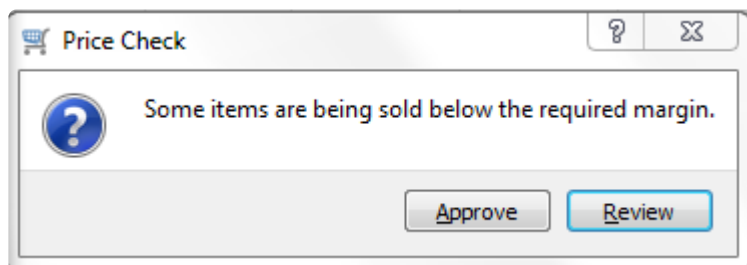 Price Check
Some items are being sold below the required margin.
Approve
Review